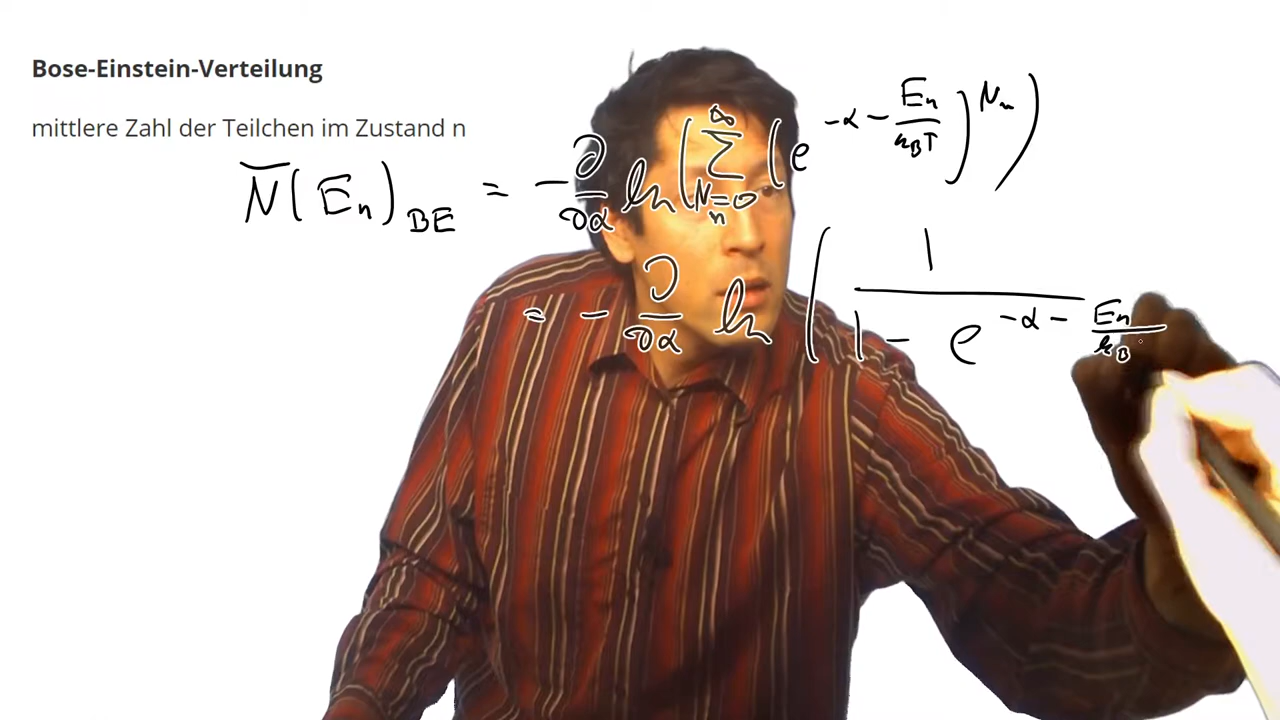 Bose-Einstein-Verteilung
mittlere Zahl der Teilchen im Zustand n
N̅(Eₙ)_BE = -∂/∂α ln(∑_{Nₙ=0}^∞ (e^{-α - Eₙ/k_BT})^{Nₙ})
= -∂/∂α ln(1/(1 - e^{-α - Eₙ/k_B}